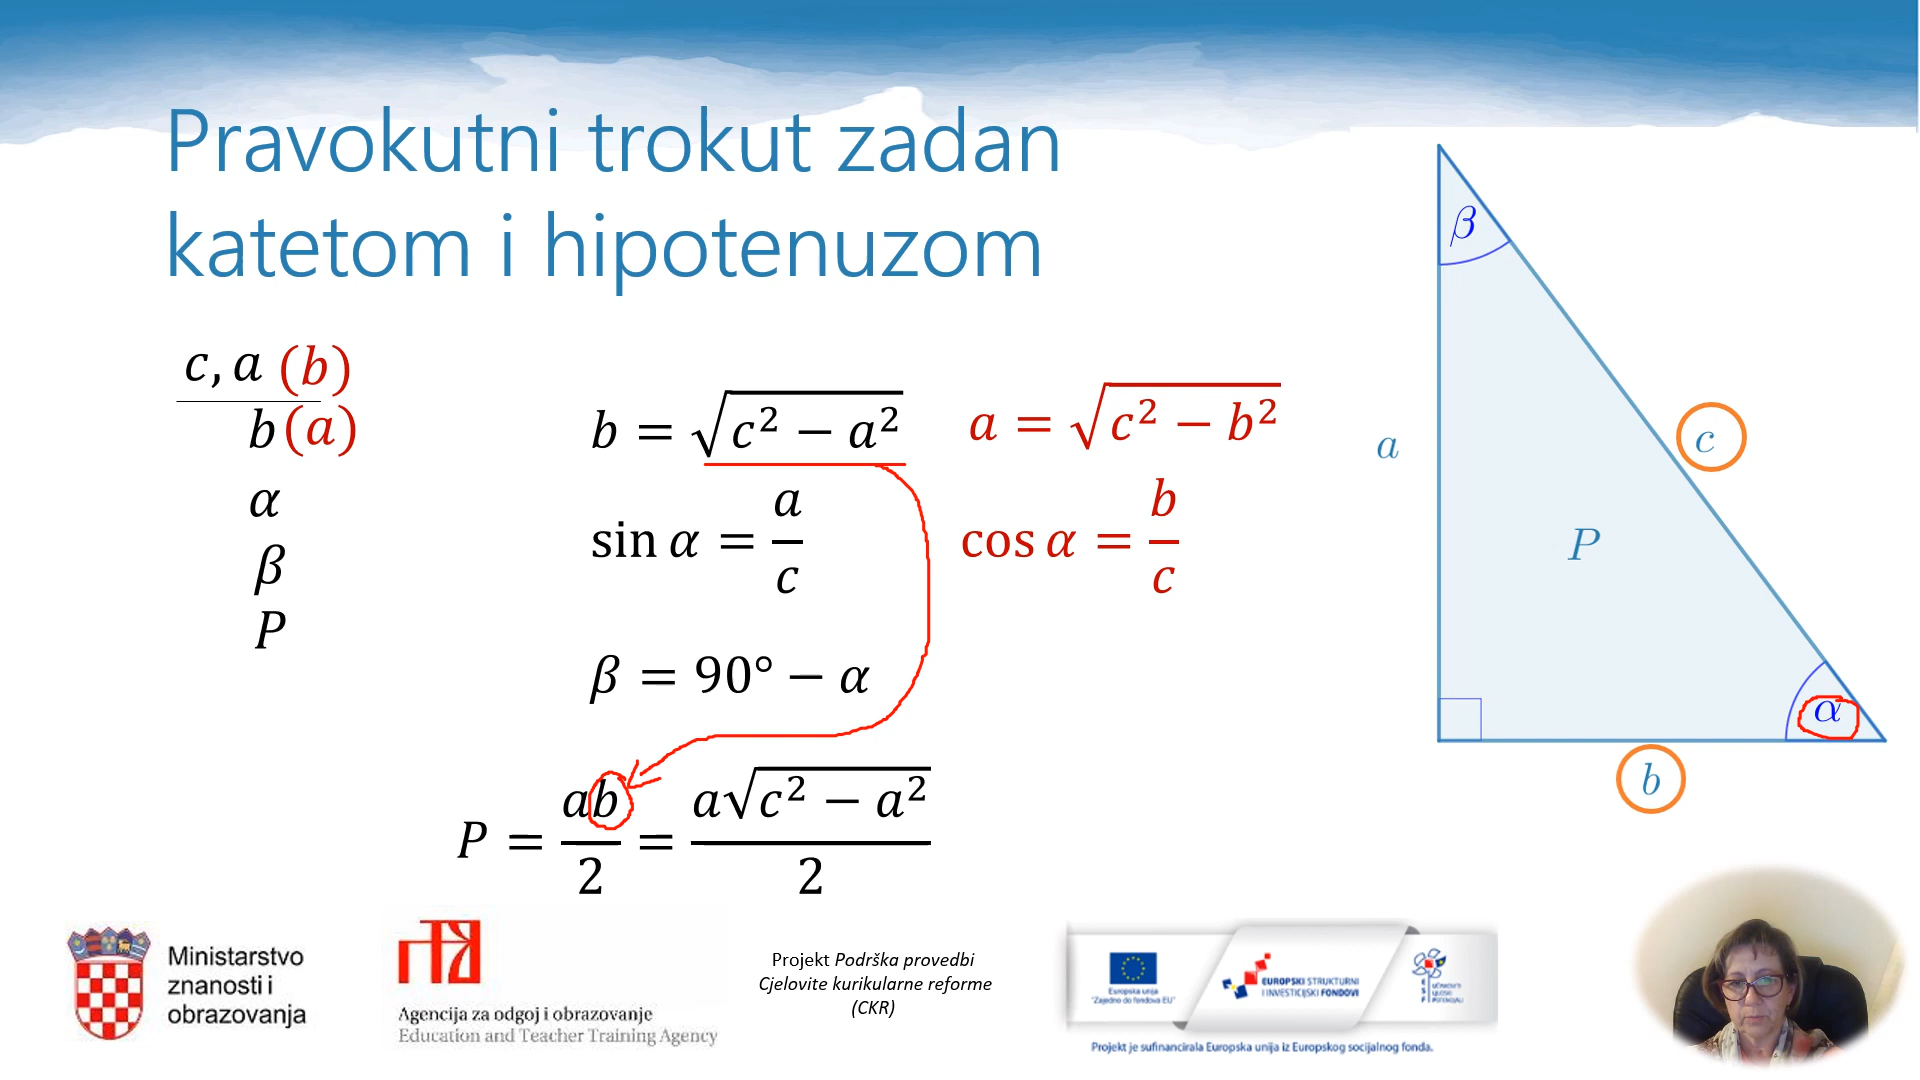 Pravokutni trokut zadan
katetom i hipotenuzom
c, a (b)
b (a)
α
β
P
b = √(c² − a²)
a = √(c² − b²)
sin α = a/c
cos α = b/c
β = 90° − α
P = ab/2 = a√(c² − a²)/2
β
a
c
P
α
b
Ministarstvo
znanosti i
obrazovanja
Agencija za odgoj i obrazovanje
Education and Teacher Training Agency
Projekt Podrška provedbi
Cjelovite kurikularne reforme
(CKR)
Europska unija
"Zajedno do fondova EU"
EUROPSKI STRUKTURNI
I INVESTICIJSKI FONDOVI
Projekt je sufinancirala Europska unija iz Europskog socijalnog fonda.